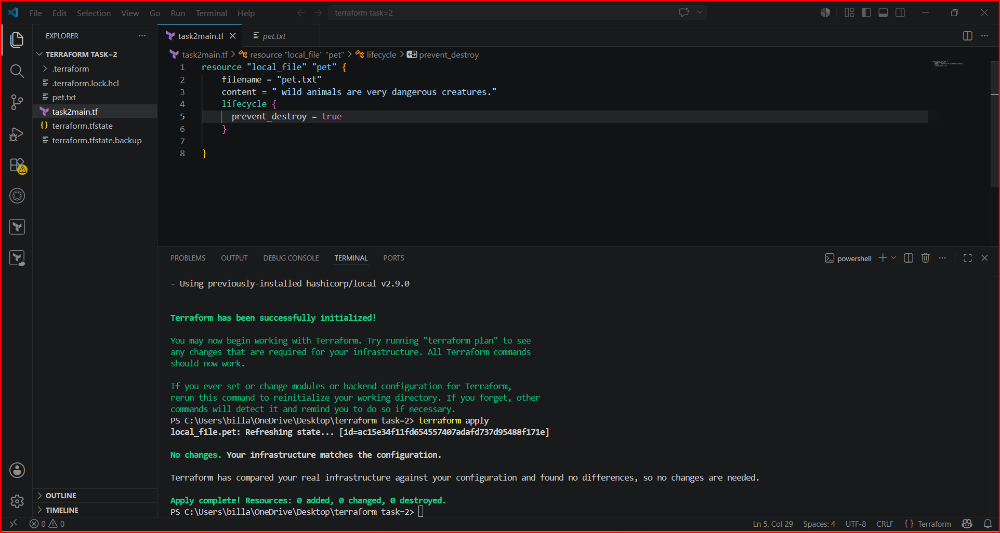 File Edit Selection View Go Run Terminal Help
terraform task=2
EXPLORER
TERRAFORM TASK=2
.terraform
.terraform.lock.hcl
pet.txt
task2main.tf
terraform.tfstate
terraform.tfstate.backup
OUTLINE
TIMELINE
task2main.tf pet.txt
task2main.tf > resource "local_file" "pet" > lifecycle > prevent_destroy
1 resource "local_file" "pet" {
2 filename = "pet.txt"
3 content = " wild animals are very dangerous creatures."
4 lifecycle {
5 prevent_destroy = true
6 }
7
8 }
PROBLEMS OUTPUT DEBUG CONSOLE TERMINAL PORTS
powershell
- Using previously-installed hashicorp/local v2.9.0
Terraform has been successfully initialized!
You may now begin working with Terraform. Try running "terraform plan" to see
any changes that are required for your infrastructure. All Terraform commands
should now work.
If you ever set or change modules or backend configuration for Terraform,
rerun this command to reinitialize your working directory. If you forget, other
commands will detect it and remind you to do so if necessary.
PS C:\Users\billa\OneDrive\Desktop\terraform task=2> terraform apply
local_file.pet: Refreshing state... [id=ac15e34f11fd654557407adafd737d95488f171e]
No changes. Your infrastructure matches the configuration.
Terraform has compared your real infrastructure against your configuration and found no differences, so no changes are needed.
Apply complete! Resources: 0 added, 0 changed, 0 destroyed.
PS C:\Users\billa\OneDrive\Desktop\terraform task=2>
0 0
Ln 5, Col 29 Spaces: 4 UTF-8 CRLF { } Terraform